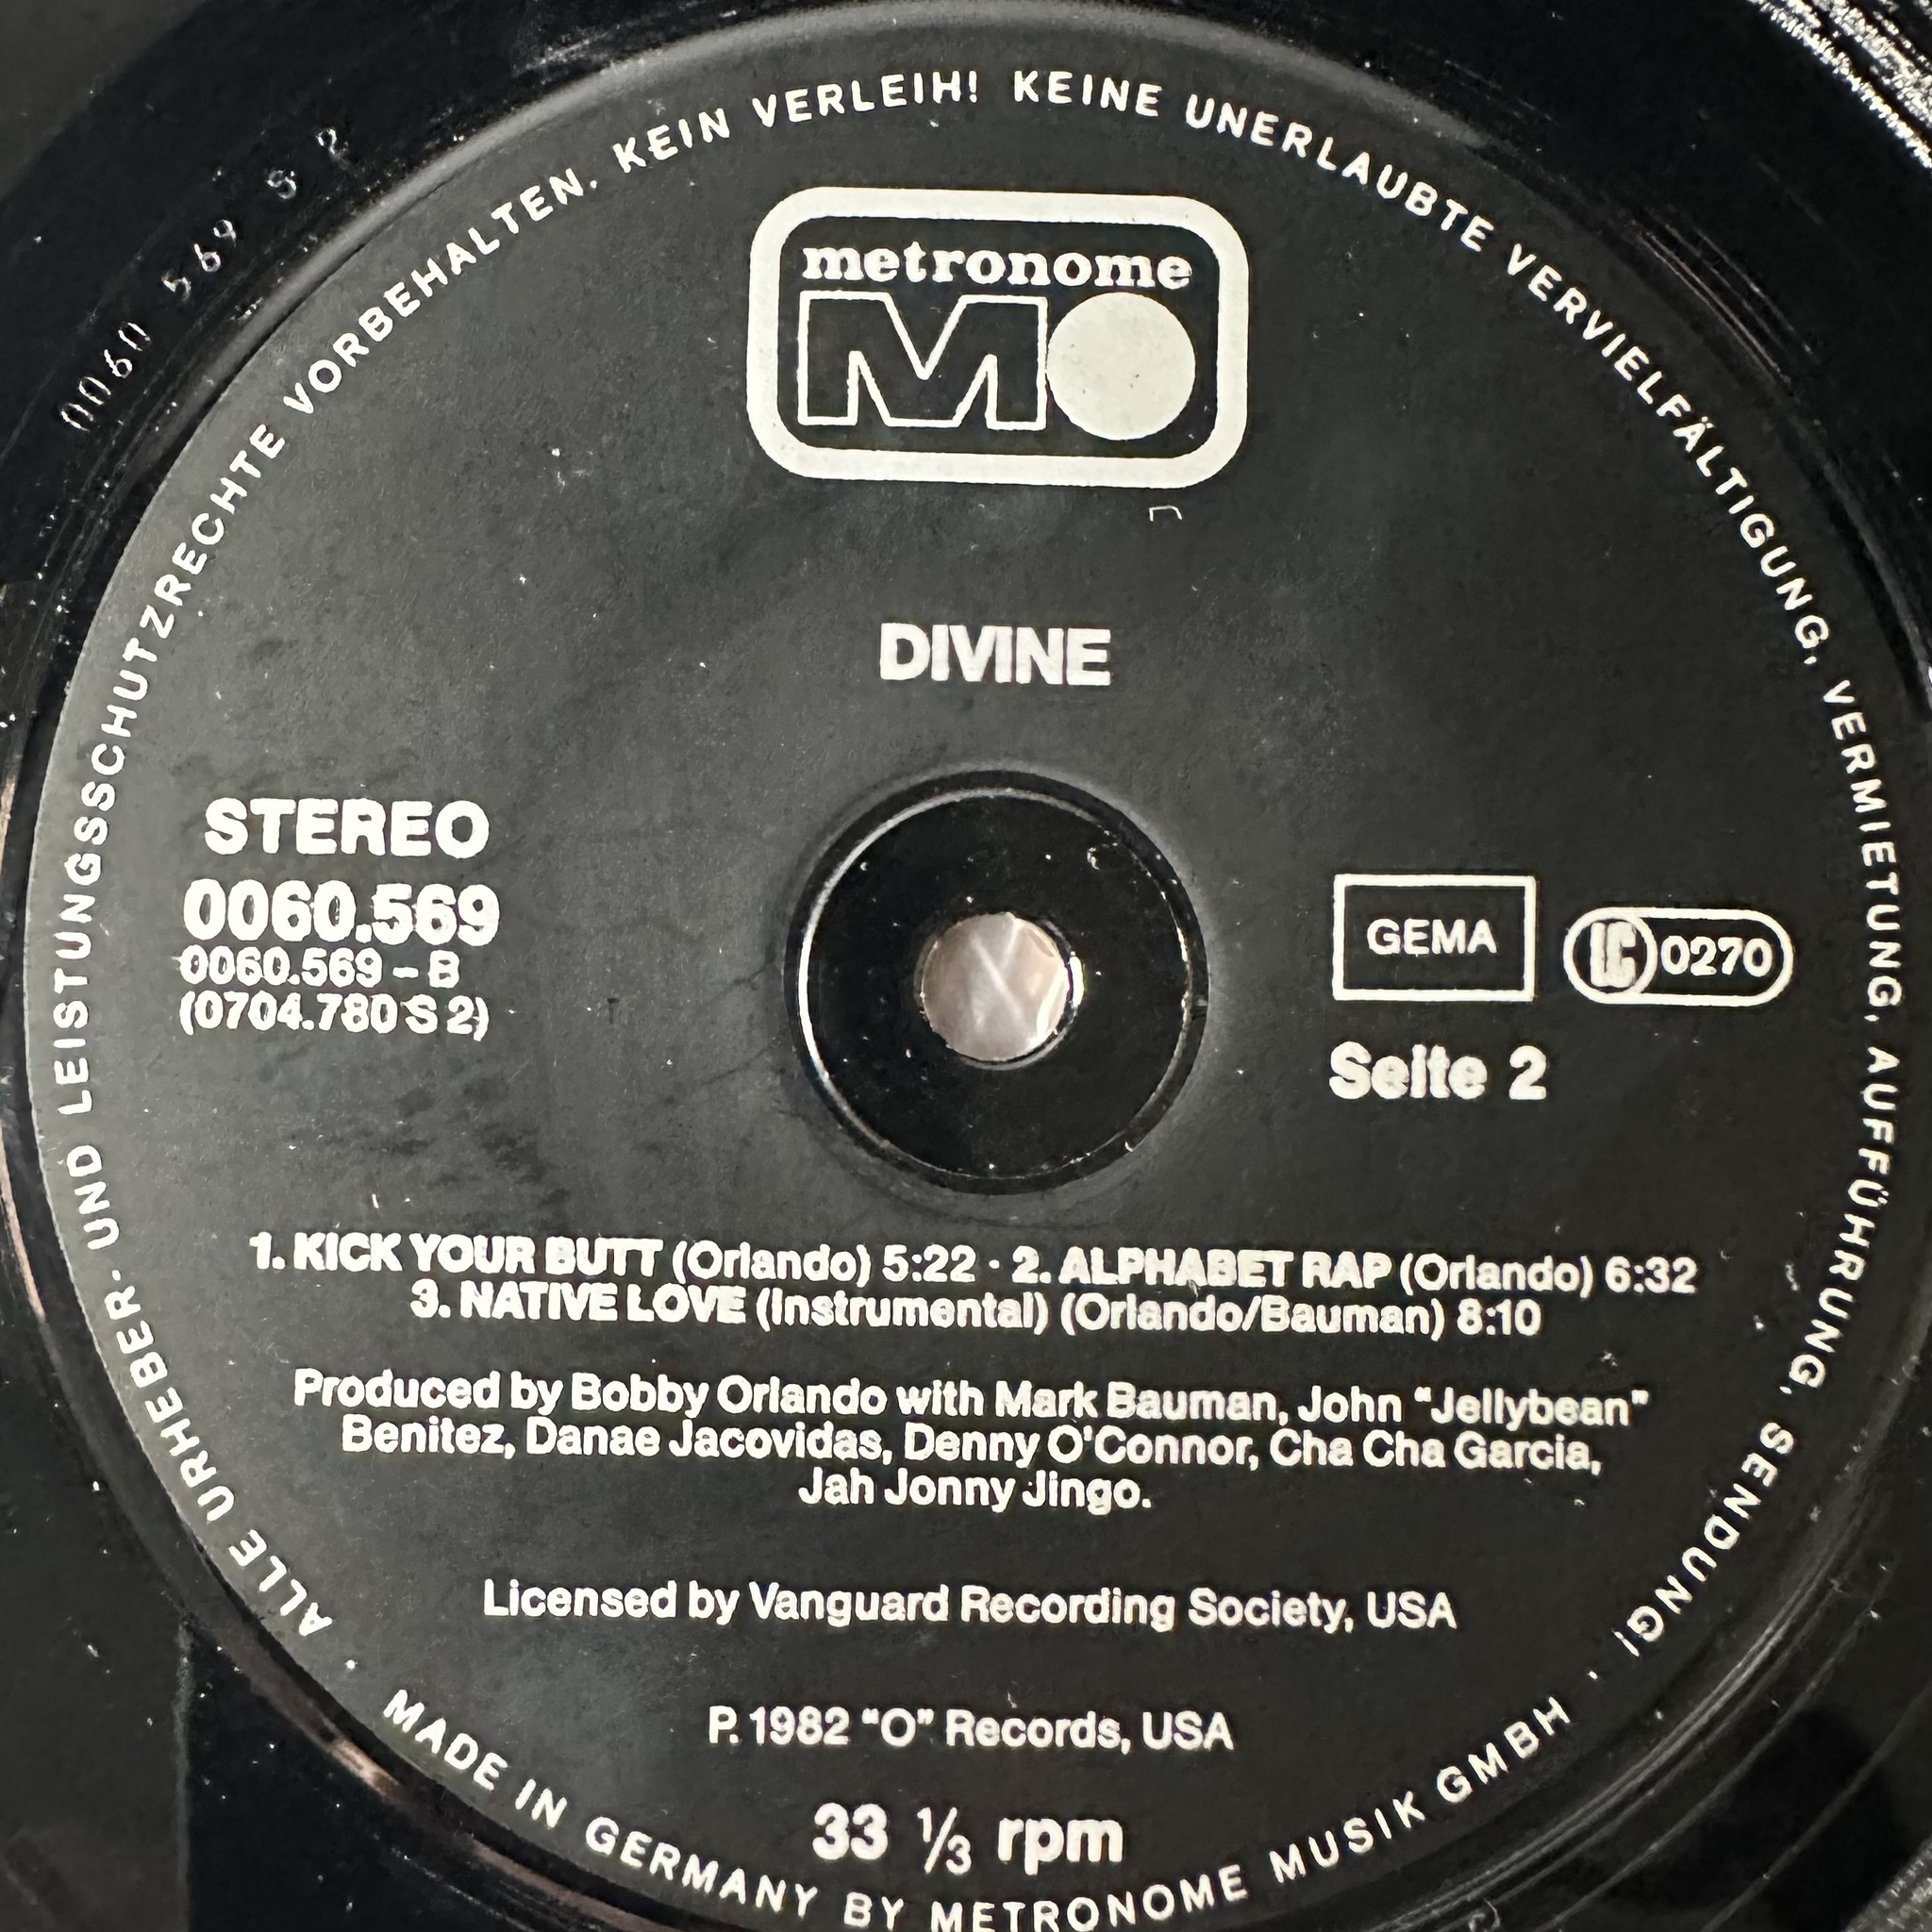 ALLE URHEBER- UND LEISTUNGSSCHUTZRECHTE VORBEHALTEN. KEIN VERLEIH! KEINE UNERLAUBTE VERVIELFÄLTIGUNG, VERMIETUNG, AUFFÜHRUNG, SENDUNG!
0060 569 S 2
metronome
MO
DIVINE
STEREO
0060.569
0060.569 – B
(0704.780 S 2)
GEMA
LC 0270
Seite 2
1. KICK YOUR BUTT (Orlando) 5:22 · 2. ALPHABET RAP (Orlando) 6:32
3. NATIVE LOVE (Instrumental) (Orlando/Bauman) 8:10
Produced by Bobby Orlando with Mark Bauman, John “Jellybean”
Benitez, Danae Jacovidas, Denny O'Connor, Cha Cha Garcia,
Jah Jonny Jingo.
Licensed by Vanguard Recording Society, USA
P. 1982 “O” Records, USA
33 ⅓ rpm
MADE IN GERMANY BY METRONOME MUSIK GMBH